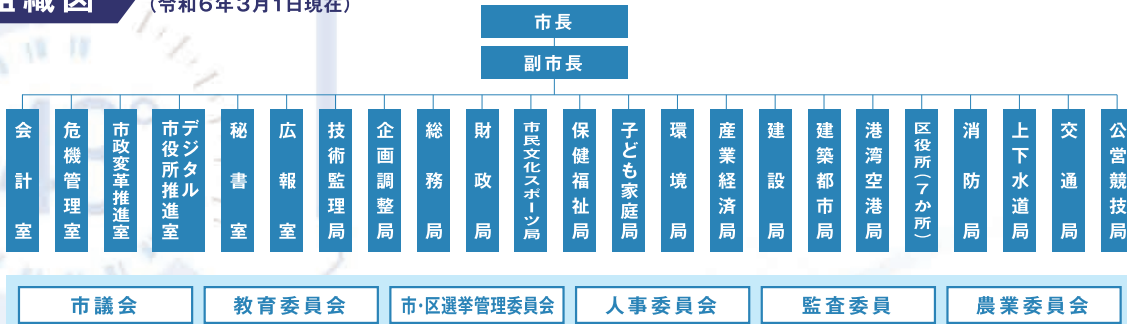 組織図
（令和6年3月1日現在）
市長
副市長
会計室
危機管理室
市政変革推進室
デジタル
市役所推進室
秘書室
広報室
技術監理局
企画調整局
総務局
財政局
市民文化スポーツ局
保健福祉局
子ども家庭局
環境局
産業経済局
建設局
建築都市局
港湾空港局
区役所（7か所）
消防局
上下水道局
交通局
公営競技局
市議会
教育委員会
市・区選挙管理委員会
人事委員会
監査委員
農業委員会